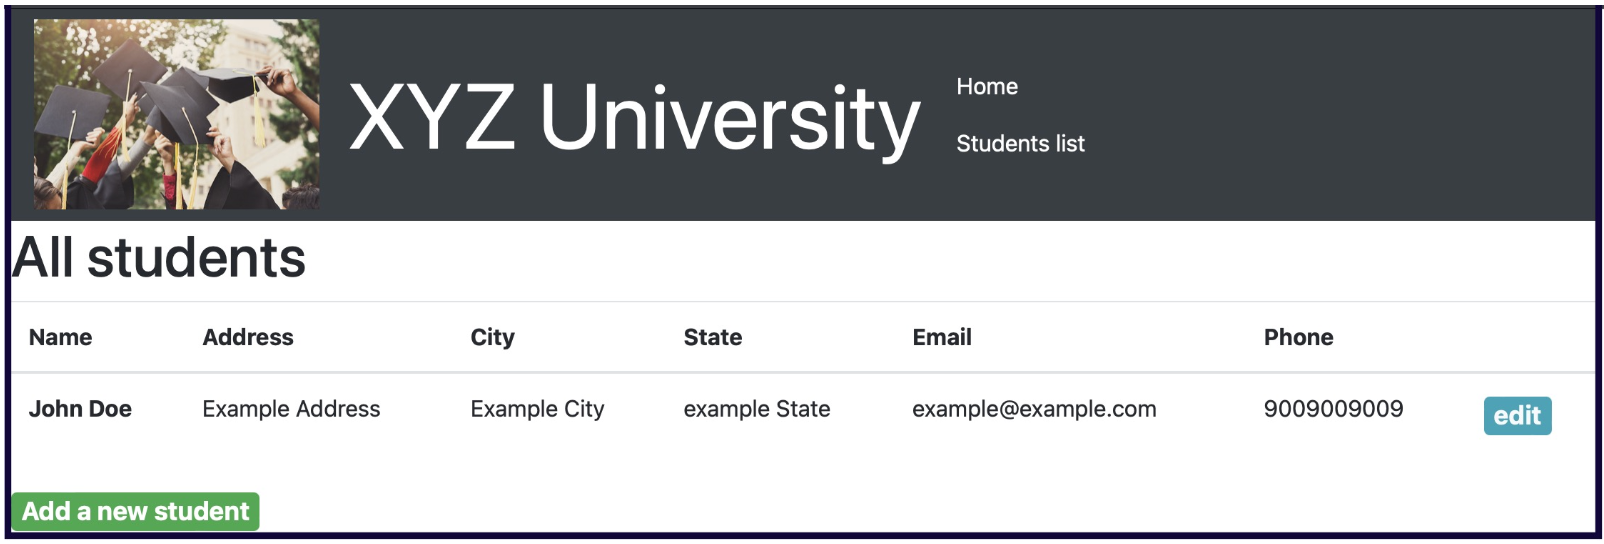 XYZ University
Home
Students list
All students
Name Address City State Email Phone
John Doe Example Address Example City example State example@example.com 9009009009 edit
Add a new student